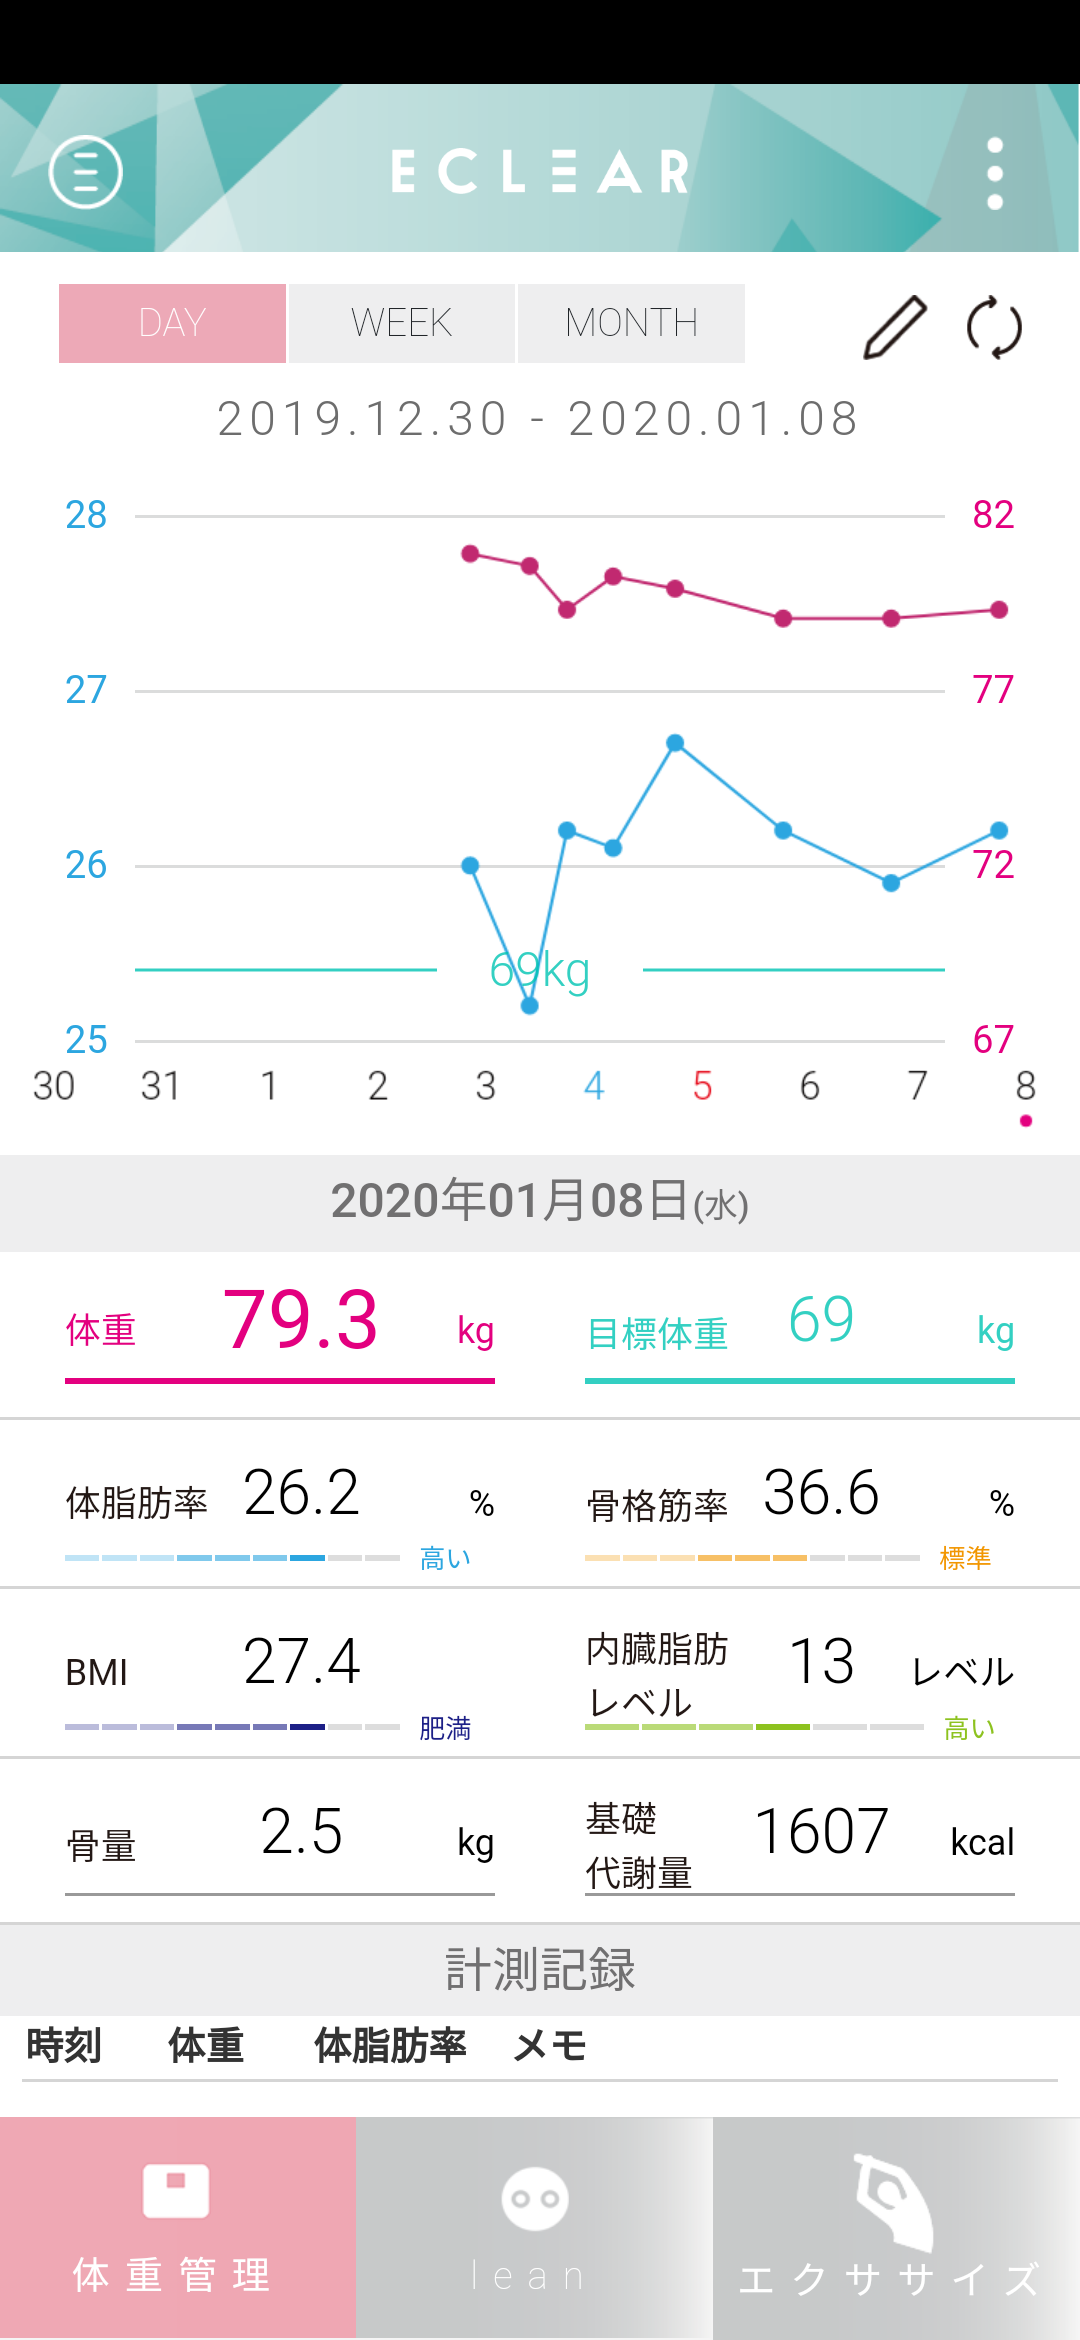 ECLEAR
DAY WEEK MONTH
2019.12.30 - 2020.01.08
28 82
27 77
26 72
69kg
25 67
30 31 1 2 3 4 5 6 7 8
2020年01月08日(水)
体重 79.3 kg 目標体重 69 kg
体脂肪率 26.2 % 骨格筋率 36.6 %
高い 標準
BMI 27.4 内臓脂肪レベル 13 レベル
肥満 高い
骨量 2.5 kg 基礎代謝量 1607 kcal
計測記録
時刻 体重 体脂肪率 メモ
体重管理 lean エクササイズ